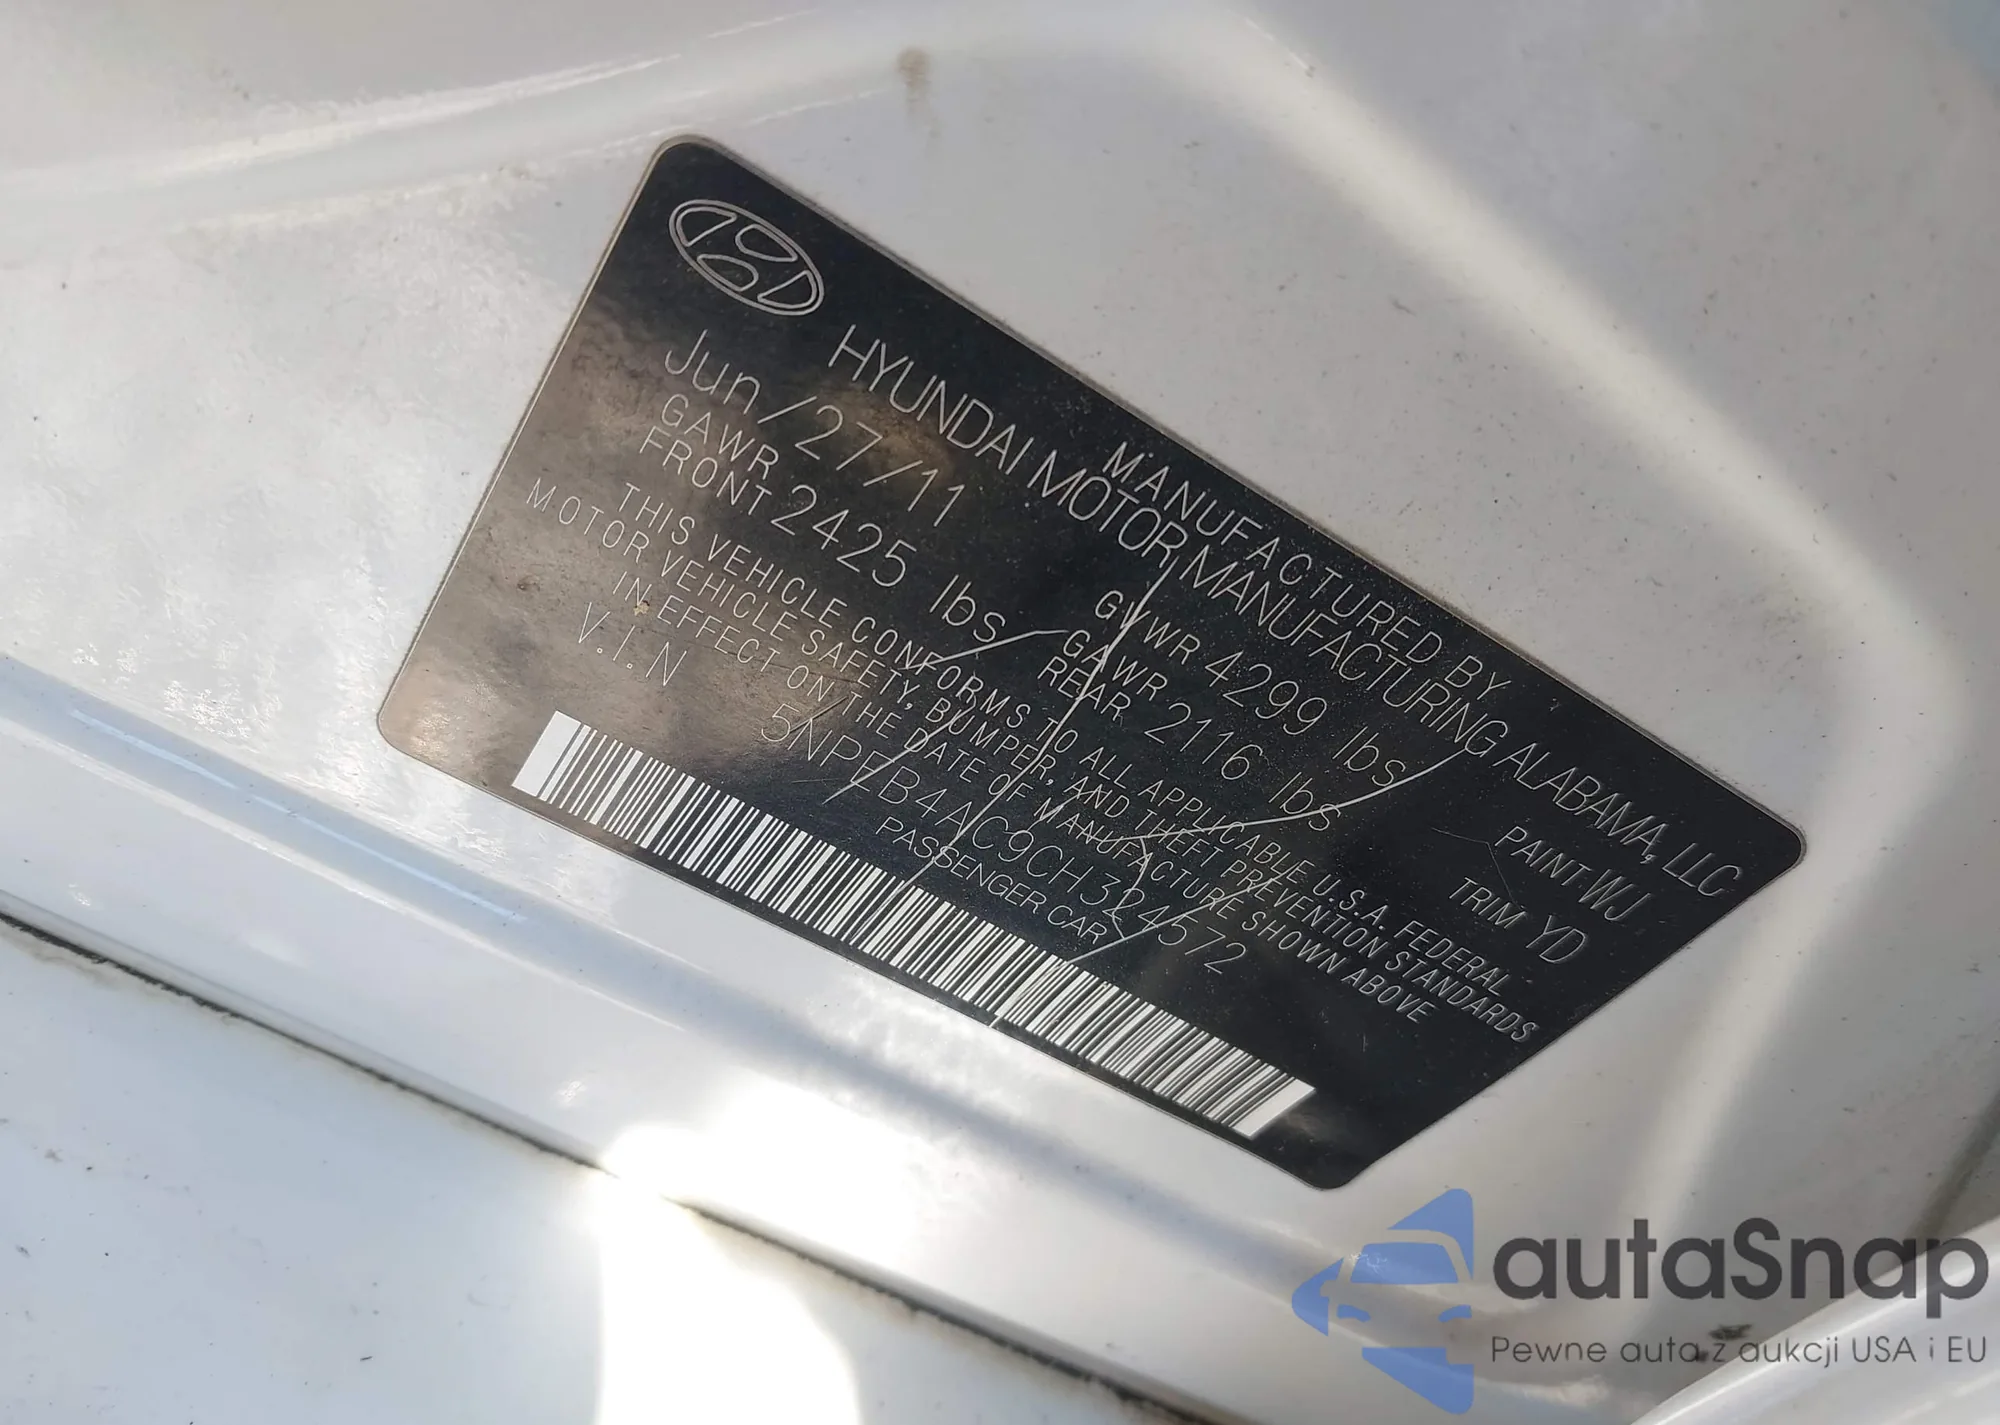 MANUFACTURED BY
HYUNDAI MOTOR MANUFACTURING ALABAMA, LLC
Jun/27/11 GVWR 4299 lbs PAINT WJ
GAWR FRONT 2425 lbs GAWR REAR 2116 lbs TRIM YD
THIS VEHICLE CONFORMS TO ALL APPLICABLE U.S.A. FEDERAL
MOTOR VEHICLE SAFETY, BUMPER, AND THEFT PREVENTION STANDARDS
IN EFFECT ON THE DATE OF MANUFACTURE SHOWN ABOVE
V.I.N 5NPEB4AC9CH324572
PASSENGER CAR
autaSnap
Pewne auta z aukcji USA i EU